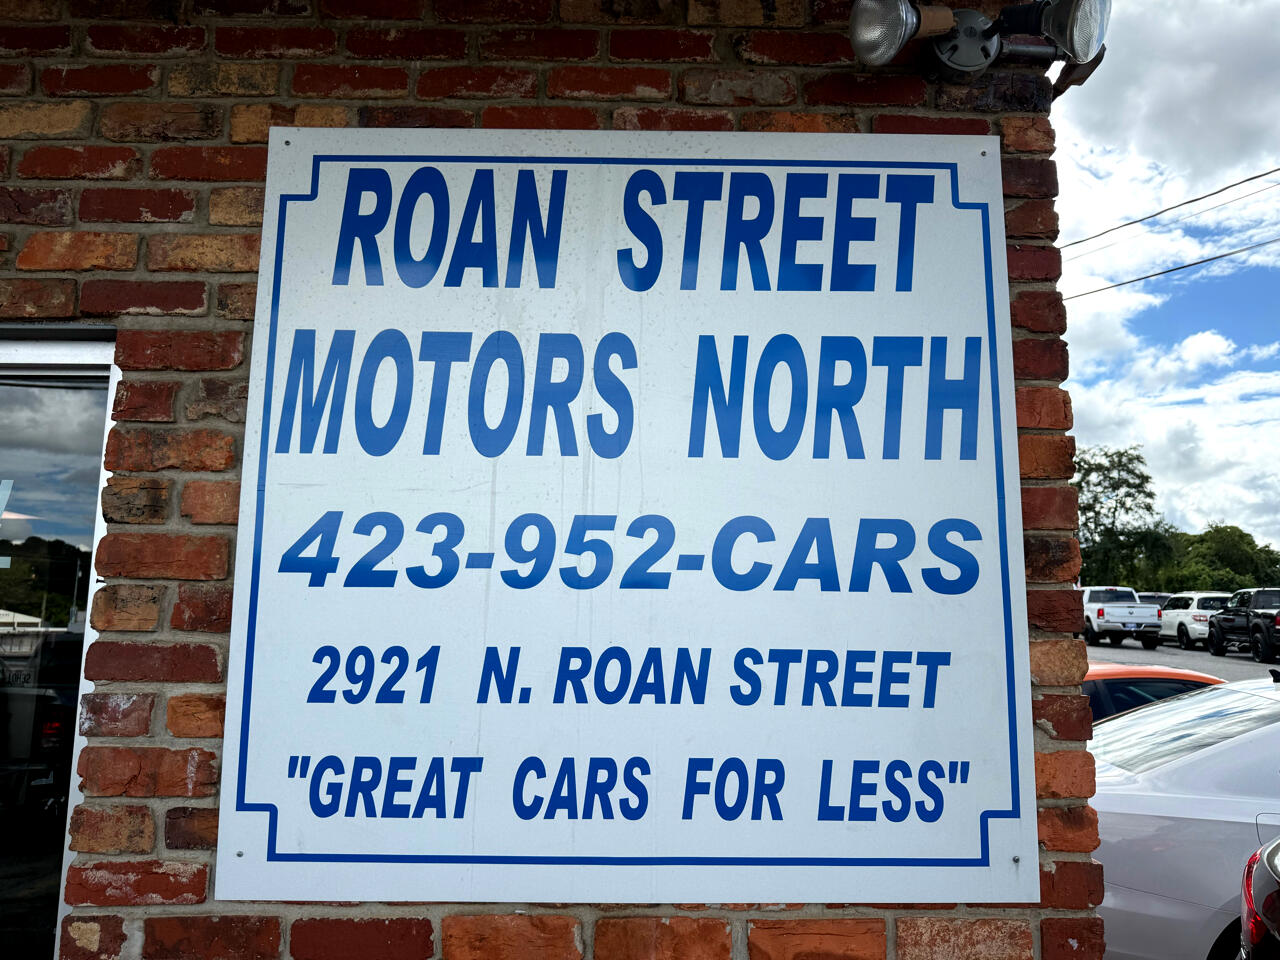 ROAN STREET
MOTORS NORTH
423-952-CARS
2921 N. ROAN STREET
"GREAT CARS FOR LESS"